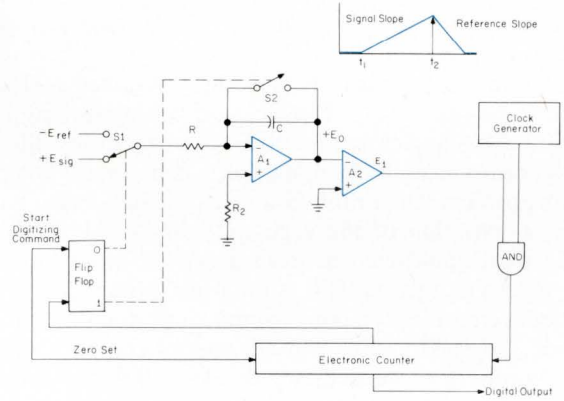 Signal Slope
Reference Slope
t1
t2
S2
C
+Eo
-Eref
S1
R
+Esig
-
A1
+
-
A2
+
E1
Clock
Generator
R2
Start
Digitizing
Command
0
Flip
Flop
1
AND
Zero Set
Electronic Counter
Digital Output